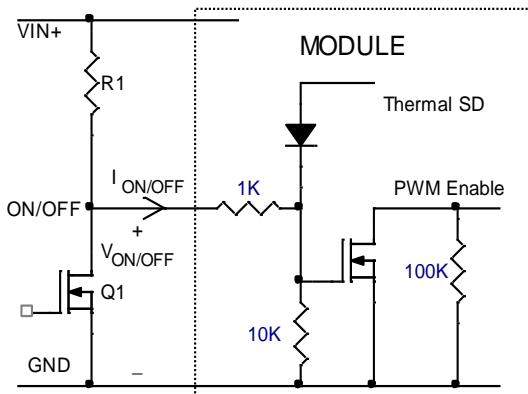 VIN+
MODULE
R1
Thermal SD
I ON/OFF
1K
PWM Enable
ON/OFF
+
V ON/OFF
Q1
100K
10K
GND
_